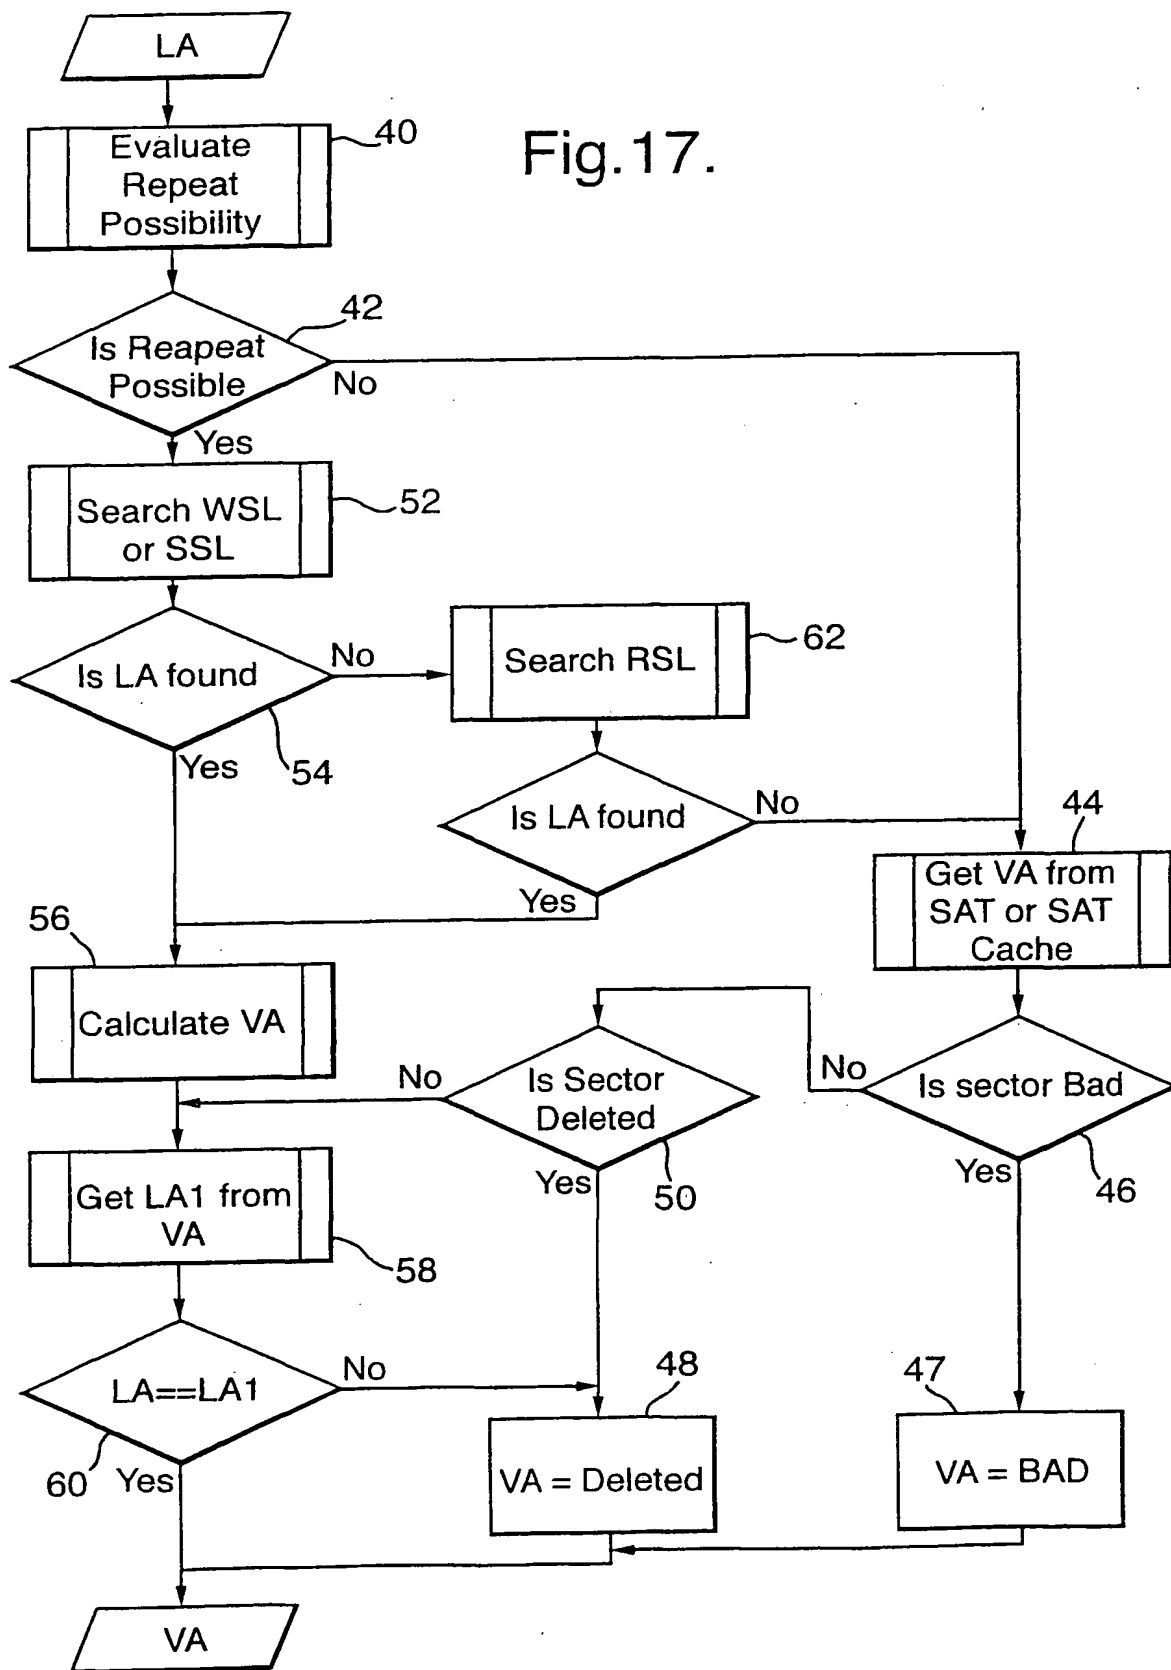 LA
Fig.17.
40
Evaluate
Repeat
Possibility
42
Is Reapeat
Possible
No
Yes
Search WSL
or SSL
52
Is LA found
No
54
Yes
Search RSL
62
Is LA found
No
Yes
44
Get VA from
SAT or SAT
Cache
56
Calculate VA
No
Is Sector
Deleted
50
Yes
No
Is sector Bad
46
Yes
Get LA1 from
VA
58
LA==LA1
No
60
Yes
48
VA = Deleted
47
VA = BAD
VA